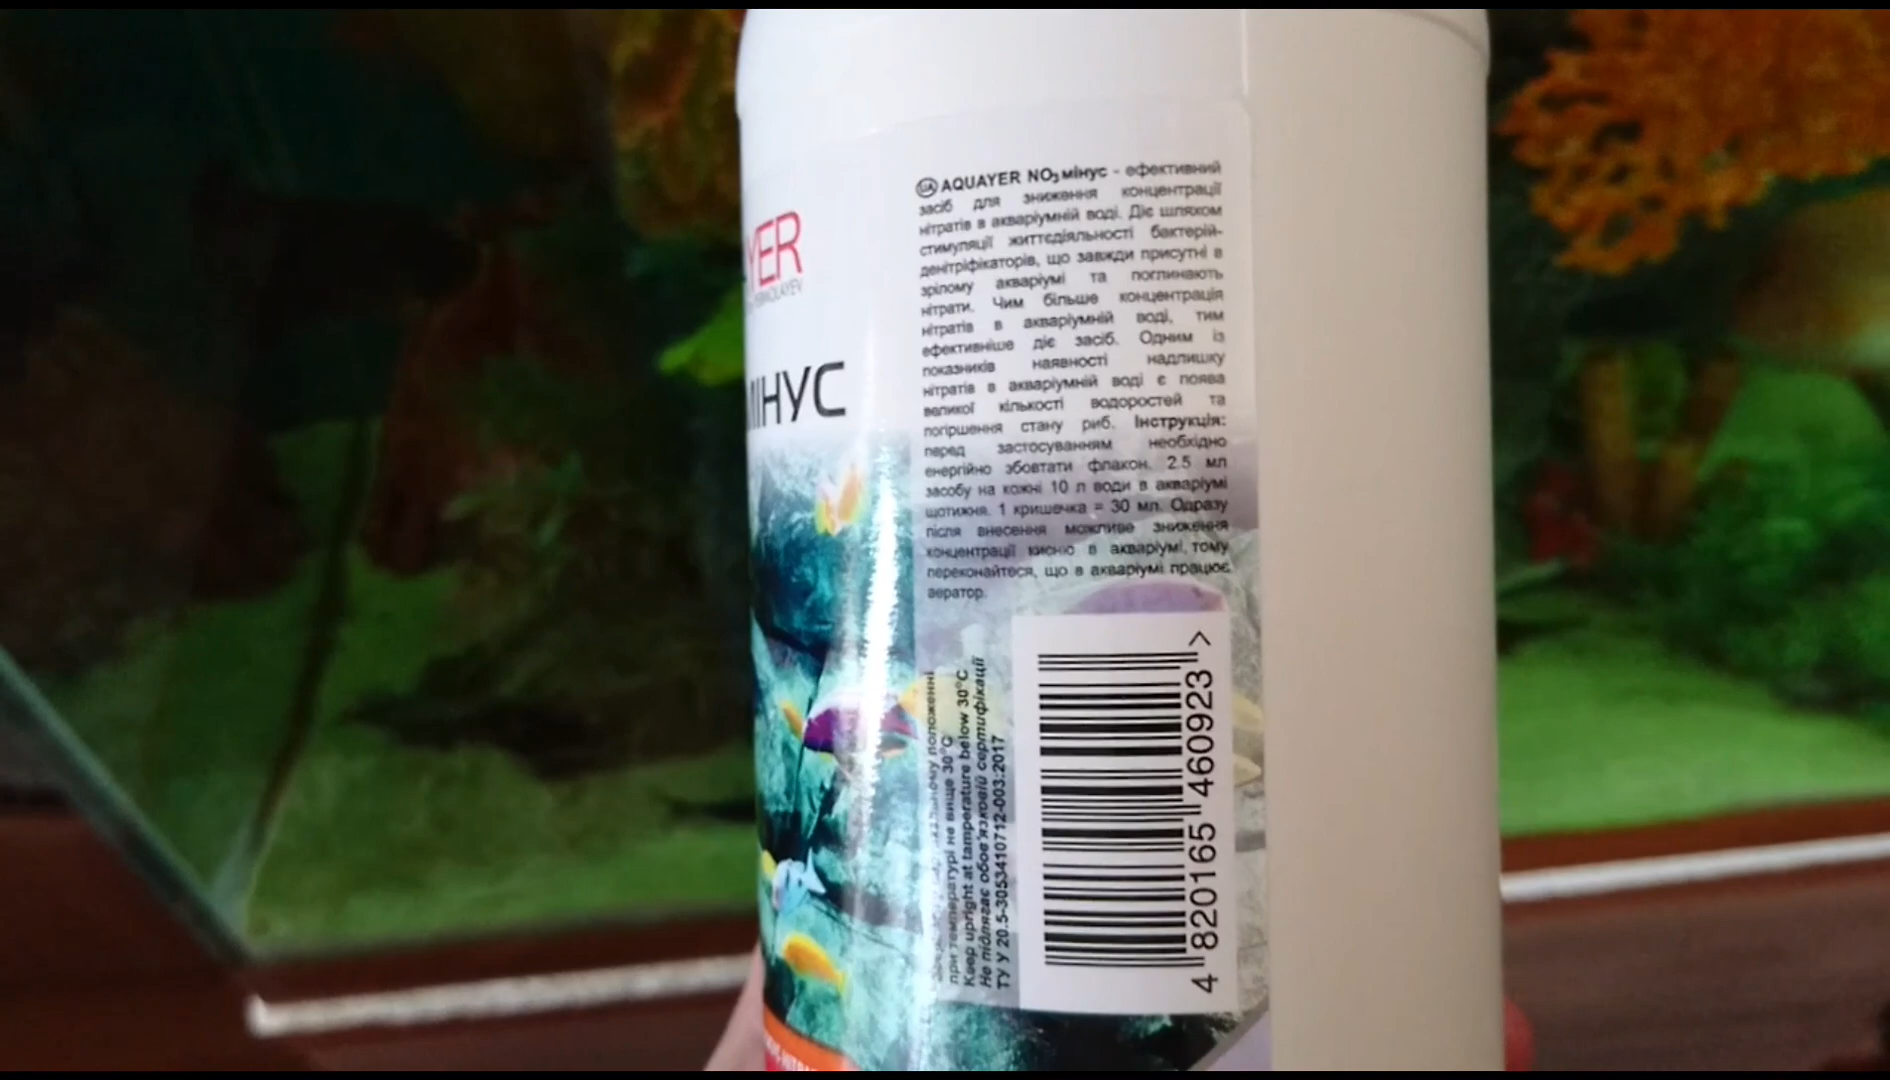 YER
YERMOLAYEV
МІНУС
UA AQUAYER NO3 мінус - ефективний
засіб для зниження концентрації
нітратів в акваріумній воді. Діє шляхом
стимуляції життєдіяльності бактерій-
денітріфікаторів, що завжди присутні в
зрілому акваріумі та поглинають
нітрати. Чим більше концентрація
нітратів в акваріумній воді, тим
ефективніше діє засіб. Одним із
показників наявності надлишку
нітратів в акваріумній воді є поява
великої кількості водоростей та
погіршення стану риб. Інструкція:
перед застосуванням необхідно
енергійно збовтати флакон. 2.5 мл
засобу на кожні 10 л води в акваріумі
щотижня. 1 кришечка = 30 мл. Одразу
після внесення можливе зниження
концентрації кисню в акваріумі, тому
переконайтеся, що в акваріумі працює
аератор.
положенні
при температурі не вище 30°C
Keep upright at tamperature below 30°C
Не підлягає обов'язковій сертифікації
ТУ У 20.5-3053410712-003:2017
4 820165 460923 >